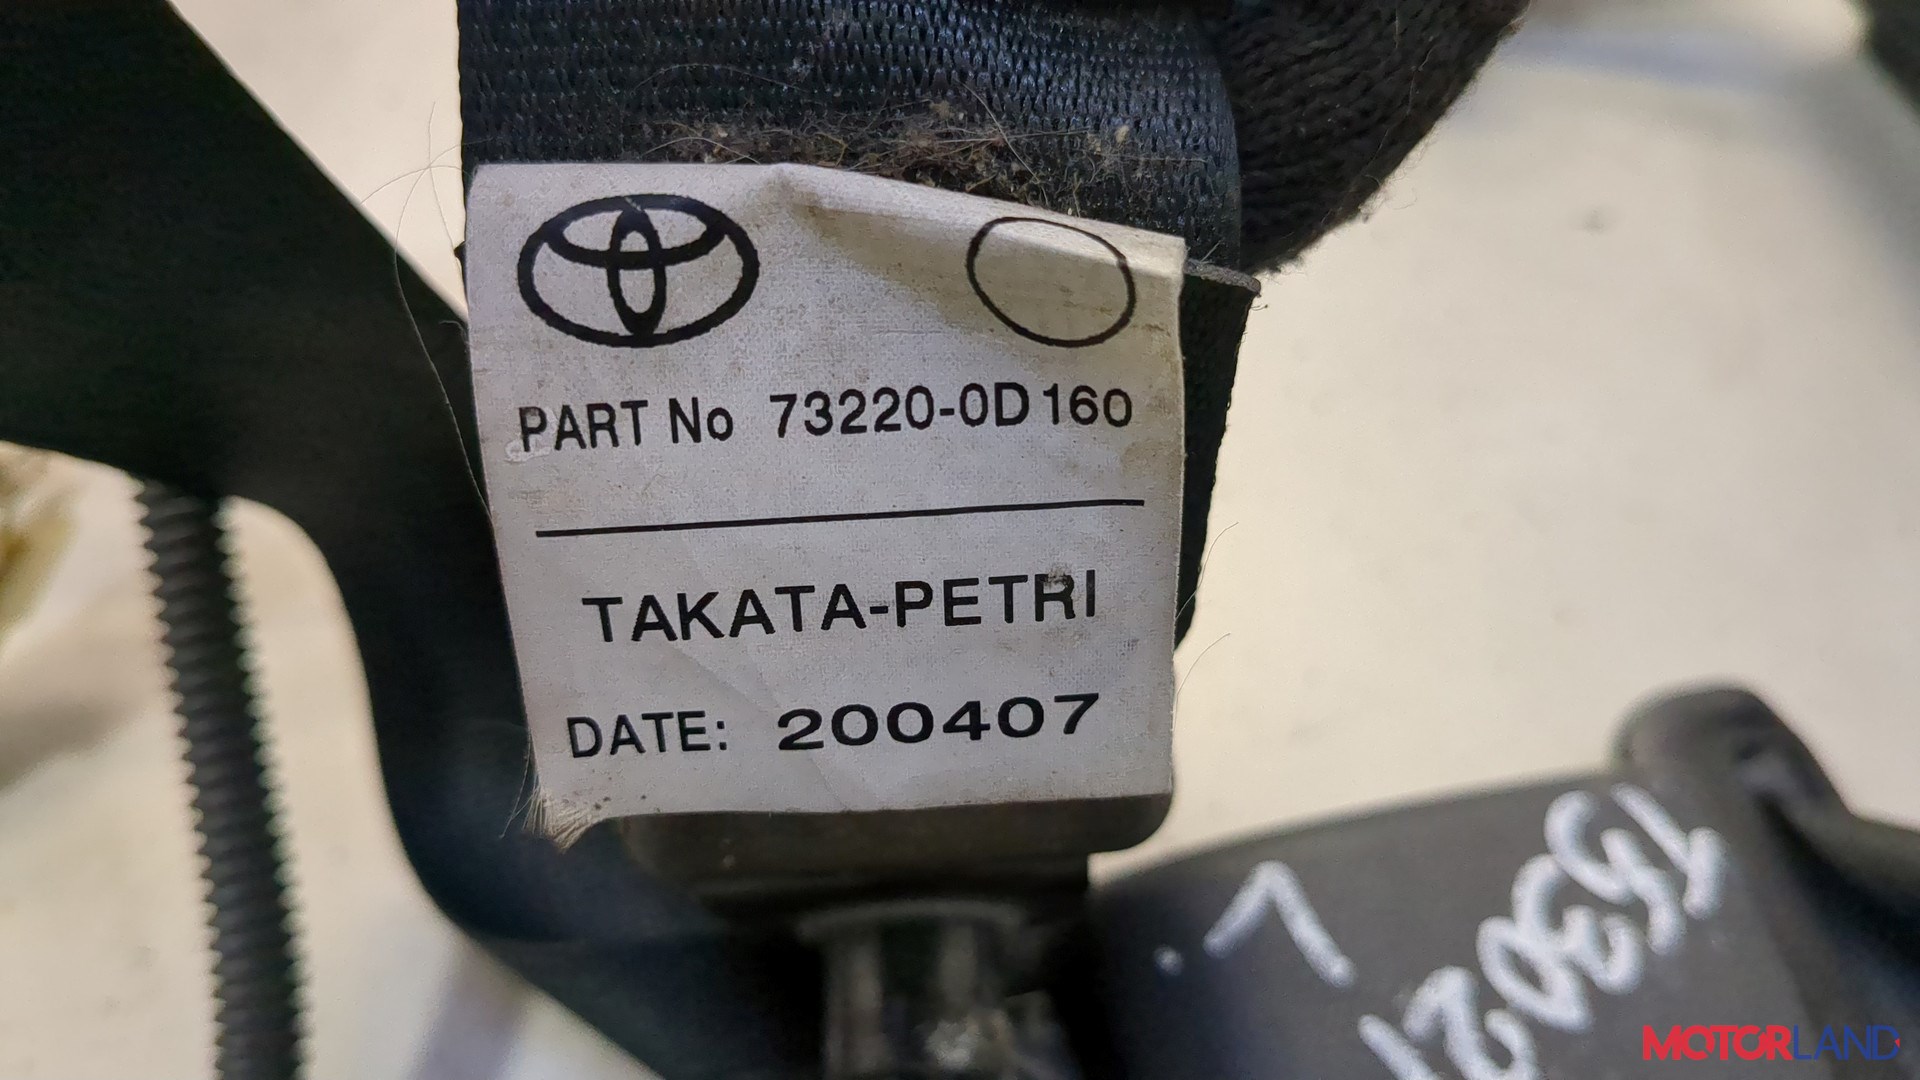 PART No 73220-0D160
TAKATA-PETRI
DATE: 200407
MOTORLAND